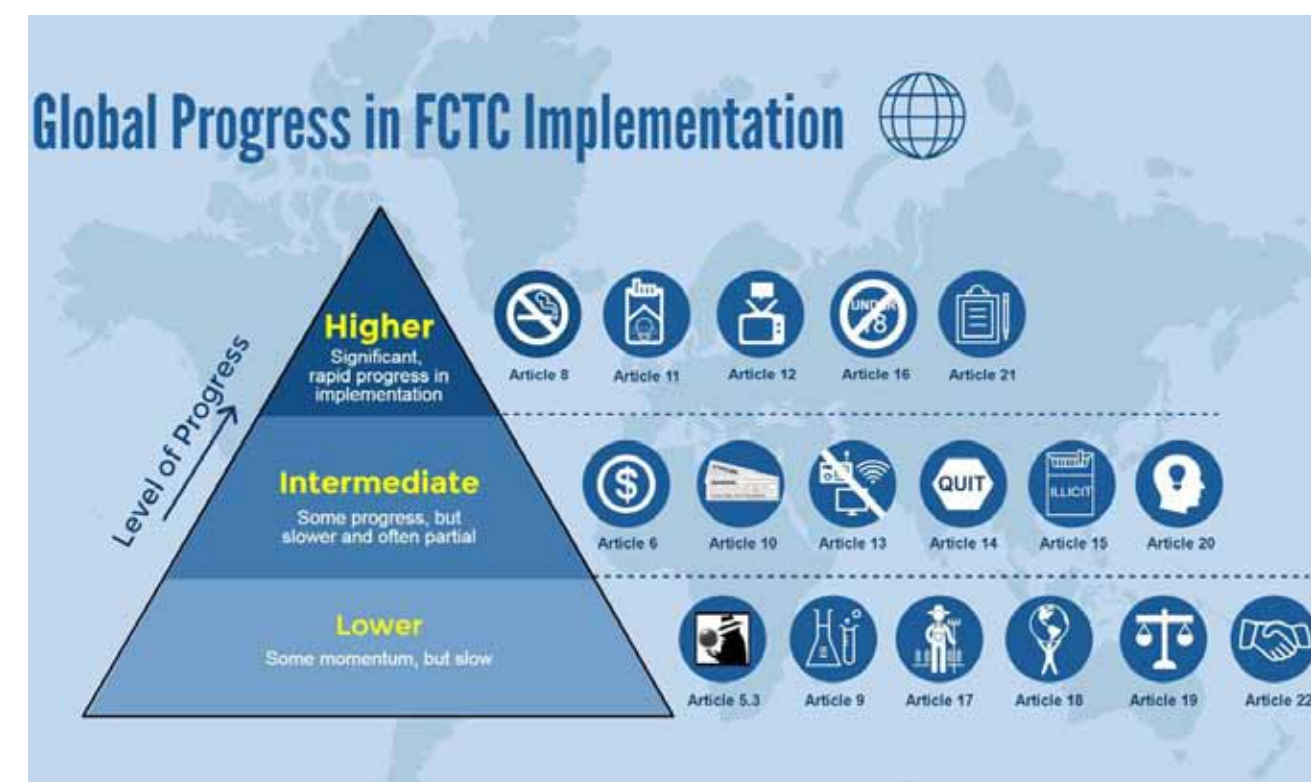 Global Progress in FCTC Implementation
Level of Progress
Higher
Significant,
rapid progress in
implementation
UNDER
18
Article 8
Article 11
Article 12
Article 16
Article 21
Intermediate
Some progress, but
slower and often partial
$
QUIT
ILLICIT
Article 6
Article 10
Article 13
Article 14
Article 15
Article 20
Lower
Some momentum, but slow
Article 5.3
Article 9
Article 17
Article 18
Article 19
Article 22